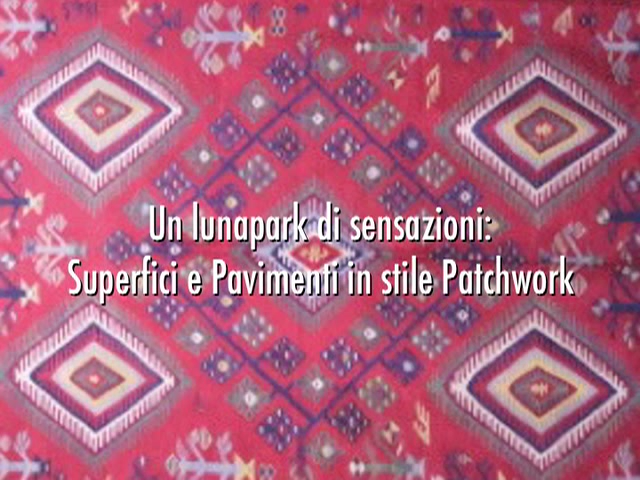 Un lunapark di sensazioni:
Superfici e Pavimenti in stile Patchwork